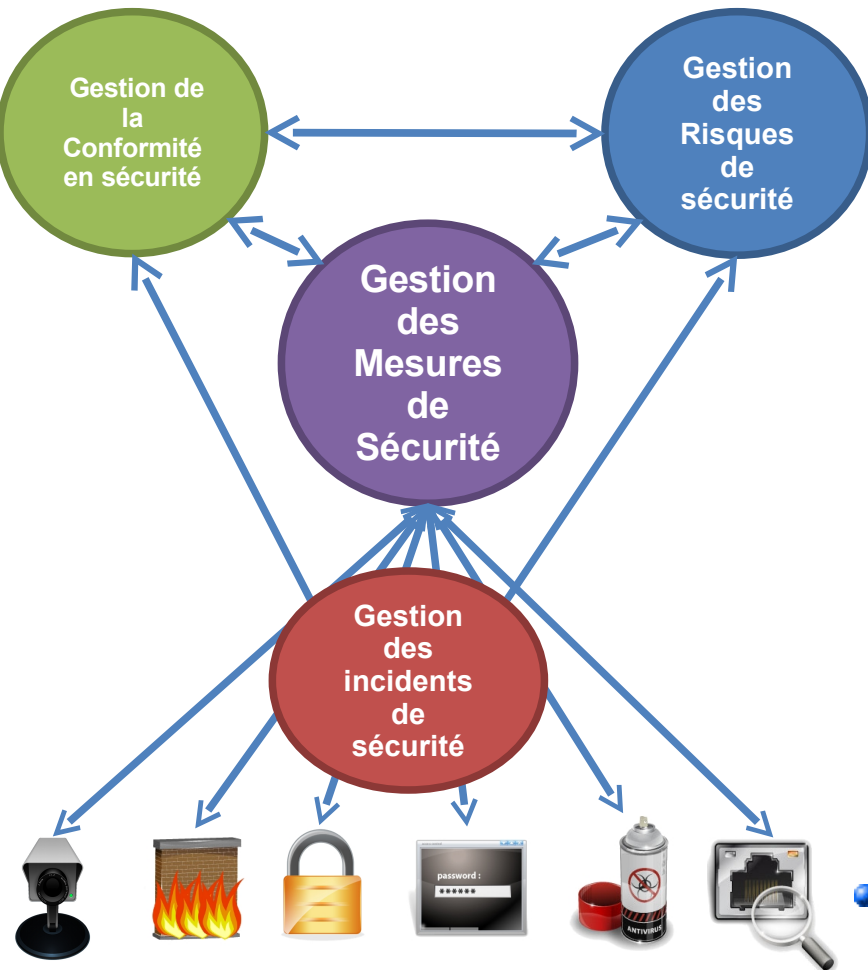 Gestion de
la
Conformité
en sécurité
Gestion
des
Risques
de
sécurité
Gestion
des
Mesures
de
Sécurité
Gestion
des
incidents
de
sécurité
password :
******
ANTIVIRUS